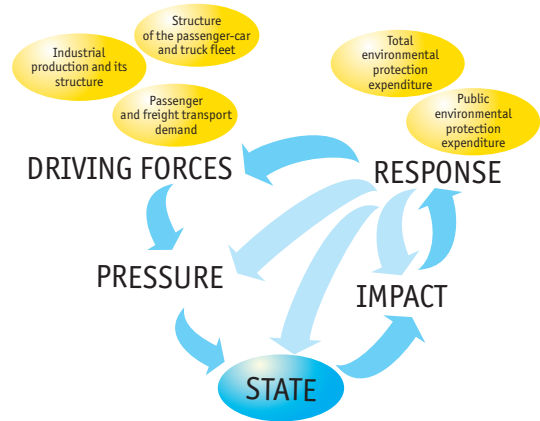 Structure
of the passenger-car
and truck fleet
Industrial
production and its
structure
Passenger
and freight transport
demand
Total
environmental
protection
expenditure
Public
environmental
protection
expenditure
DRIVING FORCES
RESPONSE
PRESSURE
IMPACT
STATE